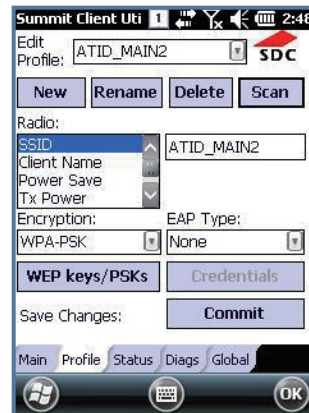 Summit Client Uti 1 2:48
Edit
Profile: ATID_MAIN2
SDC
New Rename Delete Scan
Radio:
SSID ATID_MAIN2
Client Name
Power Save
Tx Power
Encryption: EAP Type:
WPA-PSK None
WEP keys/PSKs Credentials
Save Changes: Commit
Main Profile Status Diags Global
OK